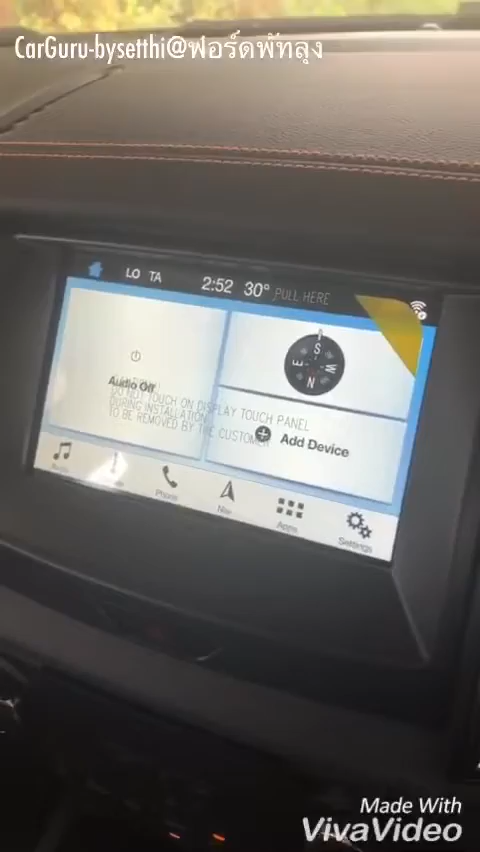 CarGuru-bysetthi@ฟอร์ดพัทลุง
LO TA 2:52 30° PULL HERE
Audio Off
DO NOT TOUCH ON DISPLAY TOUCH PANEL
DURING INSTALLATION
TO BE REMOVED BY THE CUSTOMER
S
E W
N
Add Device
Audio Phone Nav Apps Settings
Made With
VivaVideo